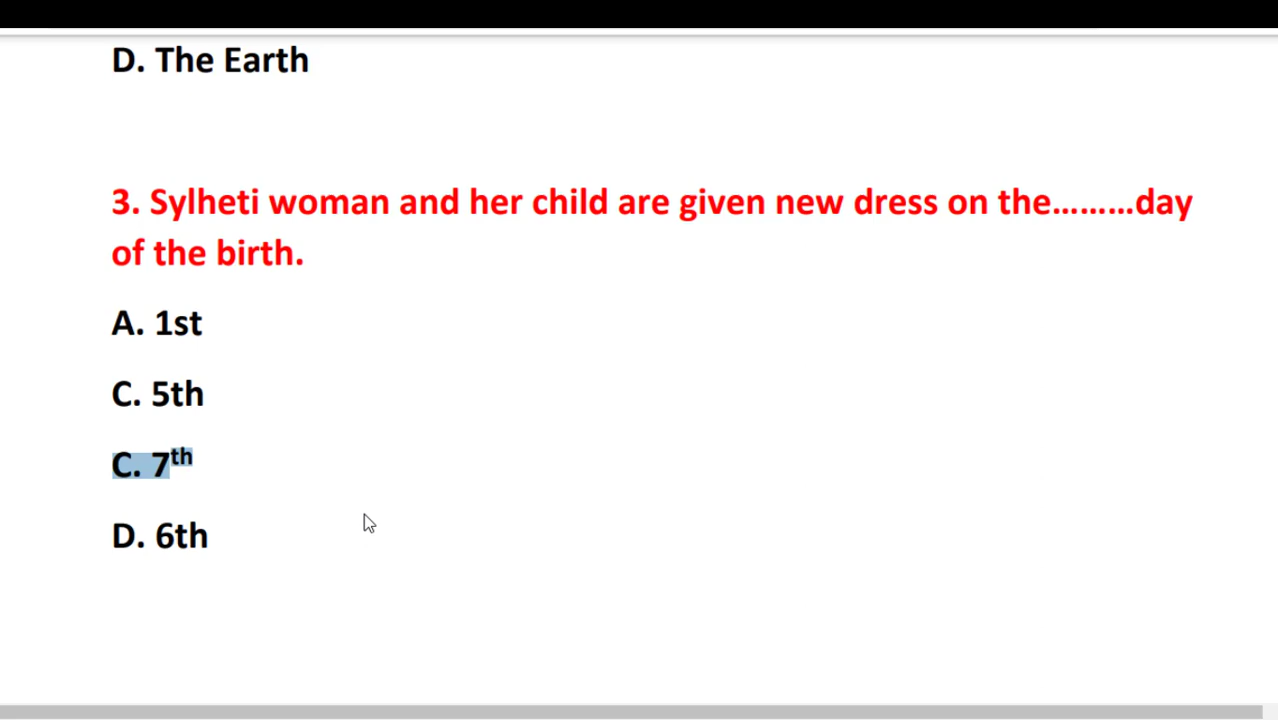 D. The Earth
3. Sylheti woman and her child are given new dress on the………day
of the birth.
A. 1st
C. 5th
C. 7th
D. 6th